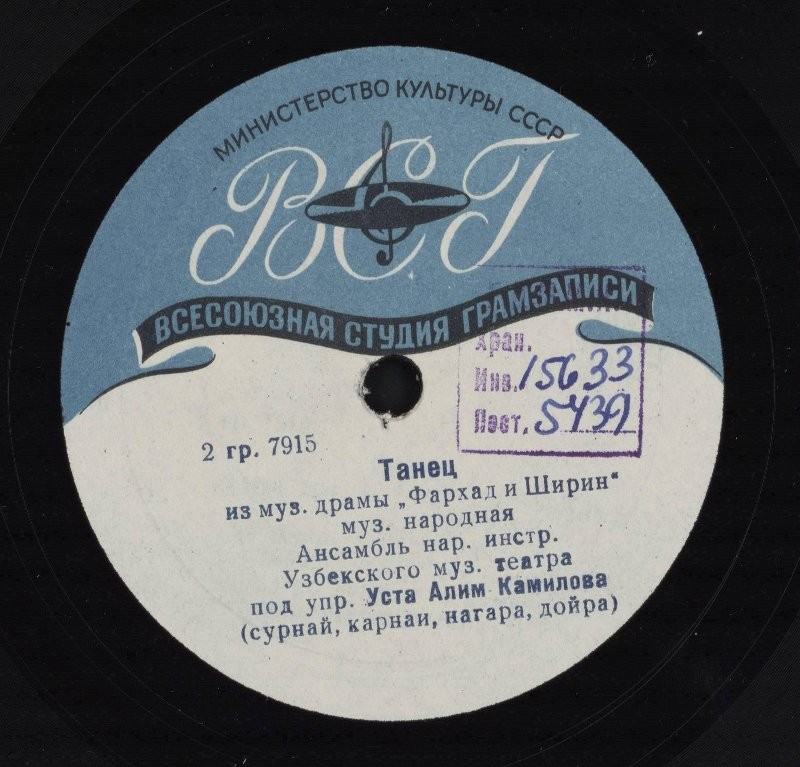 МИНИСТЕРСТВО КУЛЬТУРЫ СССР
ВСГ
ВСЕСОЮЗНАЯ СТУДИЯ ГРАМЗАПИСИ
Хран.
Инв. 15633
Пост. 5439
2 гр. 7915
Танец
из муз. драмы „Фархад и Ширин“
муз. народная
Ансамбль нар. инстр.
Узбекского муз. театра
под упр. Уста Алим Камилова
(сурнай, карнаи, нагара, дойра)